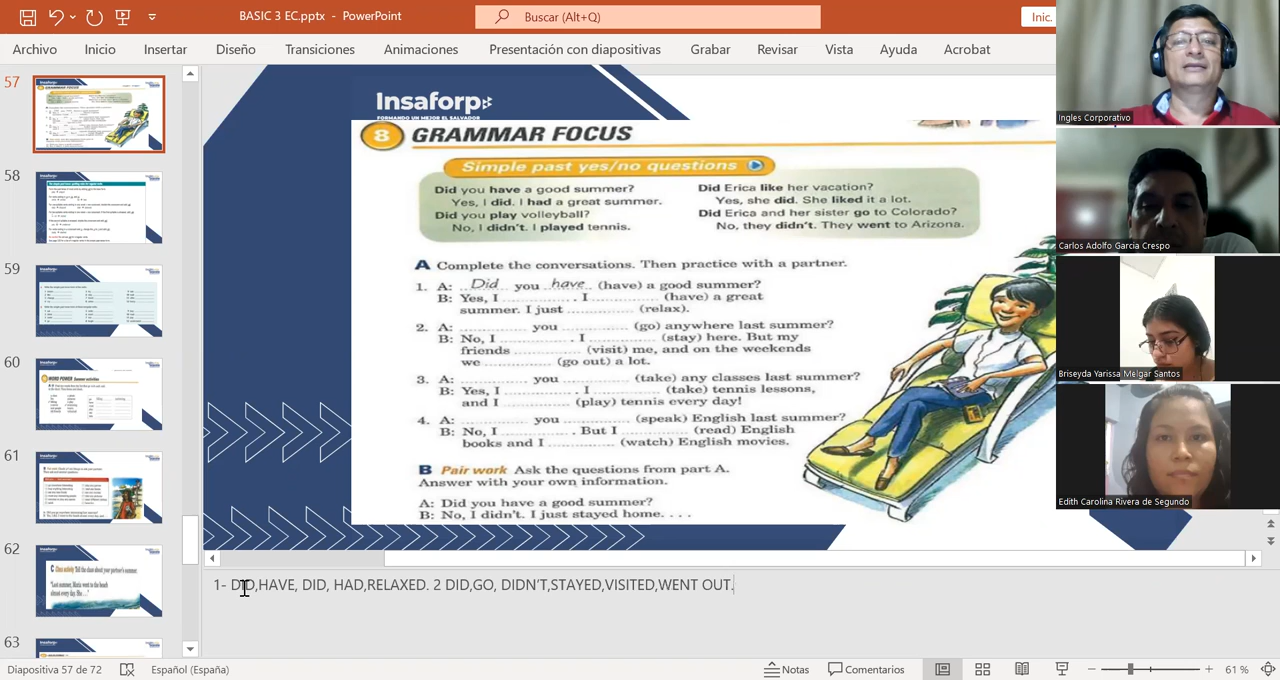 BASIC 3 EC.pptx - PowerPoint
Buscar (Alt+Q)
Inic.
Archivo Inicio Insertar Diseño Transiciones Animaciones Presentación con diapositivas Grabar Revisar Vista Ayuda Acrobat
57
58
59
60
61
62
63
Insaforp
FORMANDO UN MEJOR EL SALVADOR
8 GRAMMAR FOCUS
Simple past yes/no questions
Did you have a good summer?
Yes, I did. I had a great summer.
Did you play volleyball?
No, I didn't. I played tennis.
Did Erica like her vacation?
Yes, she did. She liked it a lot.
Did Erica and her sister go to Colorado?
No, they didn't. They went to Arizona.
A Complete the conversations. Then practice with a partner.
1. A: Did you have (have) a good summer?
B: Yes, I ............ . I ............ (have) a great
summer. I just ............ (relax).
2. A: ............ you ............ (go) anywhere last summer?
B: No, I ............ . I ............ (stay) here. But my
friends ............ (visit) me, and on the weekends
we ............ (go out) a lot.
3. A: ............ you ............ (take) any classes last summer?
B: Yes, I ............ . I ............ (take) tennis lessons,
and I ............ (play) tennis every day!
4. A: ............ you ............ (speak) English last summer?
B: No, I ............ . But I ............ (read) English
books and I ............ (watch) English movies.
B Pair work Ask the questions from part A.
Answer with your own information.
A: Did you have a good summer?
B: No, I didn't. I just stayed home. . . .
1- DID,HAVE, DID, HAD,RELAXED. 2 DID,GO, DIDN'T,STAYED,VISITED,WENT OUT.
Diapositiva 57 de 72 Español (España) Notas Comentarios 61 %
Ingles Corporativo
Carlos Adolfo Garcia Crespo
Briseyda Yarissa Melgar Santos
Edith Carolina Rivera de Segundo